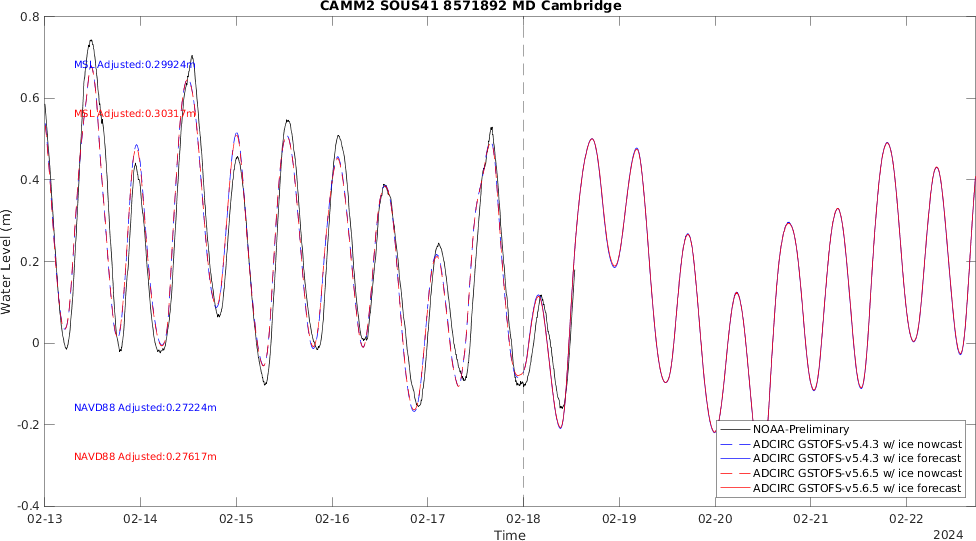 CAMM2 SOUS41 8571892 MD Cambridge
0.8
0.6
0.4
0.2
0
-0.2
-0.4
Water Level (m)
MSL Adjusted:0.29924m
MSL Adjusted:0.30317m
NAVD88 Adjusted:0.27224m
NAVD88 Adjusted:0.27617m
NOAA-Preliminary
ADCIRC GSTOFS-v5.4.3 w/ ice nowcast
ADCIRC GSTOFS-v5.4.3 w/ ice forecast
ADCIRC GSTOFS-v5.6.5 w/ ice nowcast
ADCIRC GSTOFS-v5.6.5 w/ ice forecast
02-13 02-14 02-15 02-16 02-17 02-18 02-19 02-20 02-21 02-22
Time
2024